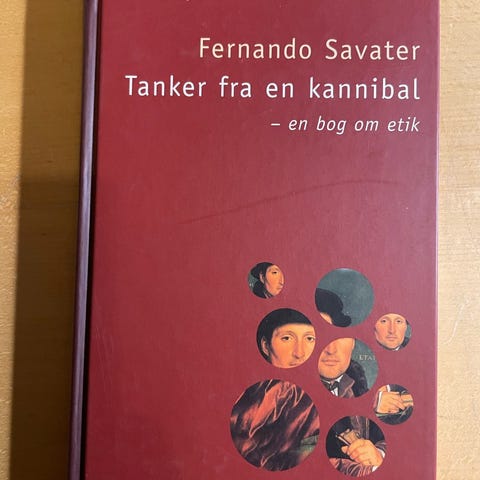 Fernando Savater
Tanker fra en kannibal
– en bog om etik